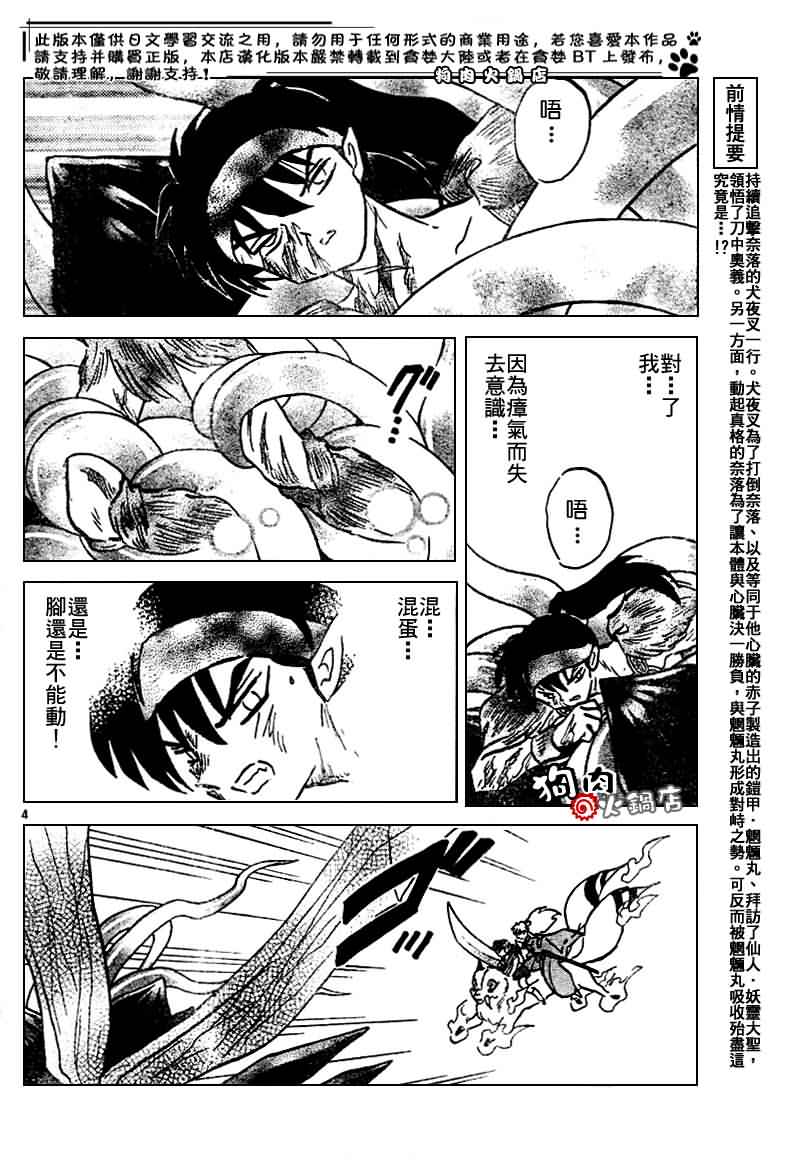 此版本僅供日文學習交流之用，請勿用于任何形式的商業用途，若您喜愛本作品
請支持并購買正版，本店漢化版本嚴禁轉載到貪婪大陸或者在貪婪BT上發布，
敬請理解，謝謝支持！
狗肉火鍋店
前情提要
持續追擊奈落的犬夜叉一行。犬夜叉為了打倒奈落、以及等同于他心臟的赤子製造出的鎧甲．魍魎丸、拜訪了仙人．妖靈大聖，
領悟了刀中奧義。另一方面，動起真格的奈落為了讓本體與心臟決一勝負，與魍魎丸形成對峙之勢。可反而被魍魎丸吸收殆盡這
究竟是…!?
唔…
對…了
我…
因為瘴氣而失
去意識…
唔…
グ"…
混…
混蛋…
還是…
腳還是不能動！
狗肉
火鍋店
4